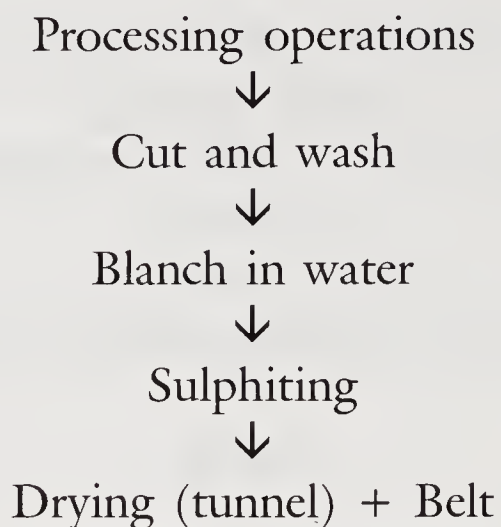 Processing operations
↓
Cut and wash
↓
Blanch in water
↓
Sulphiting
↓
Drying (tunnel) + Belt